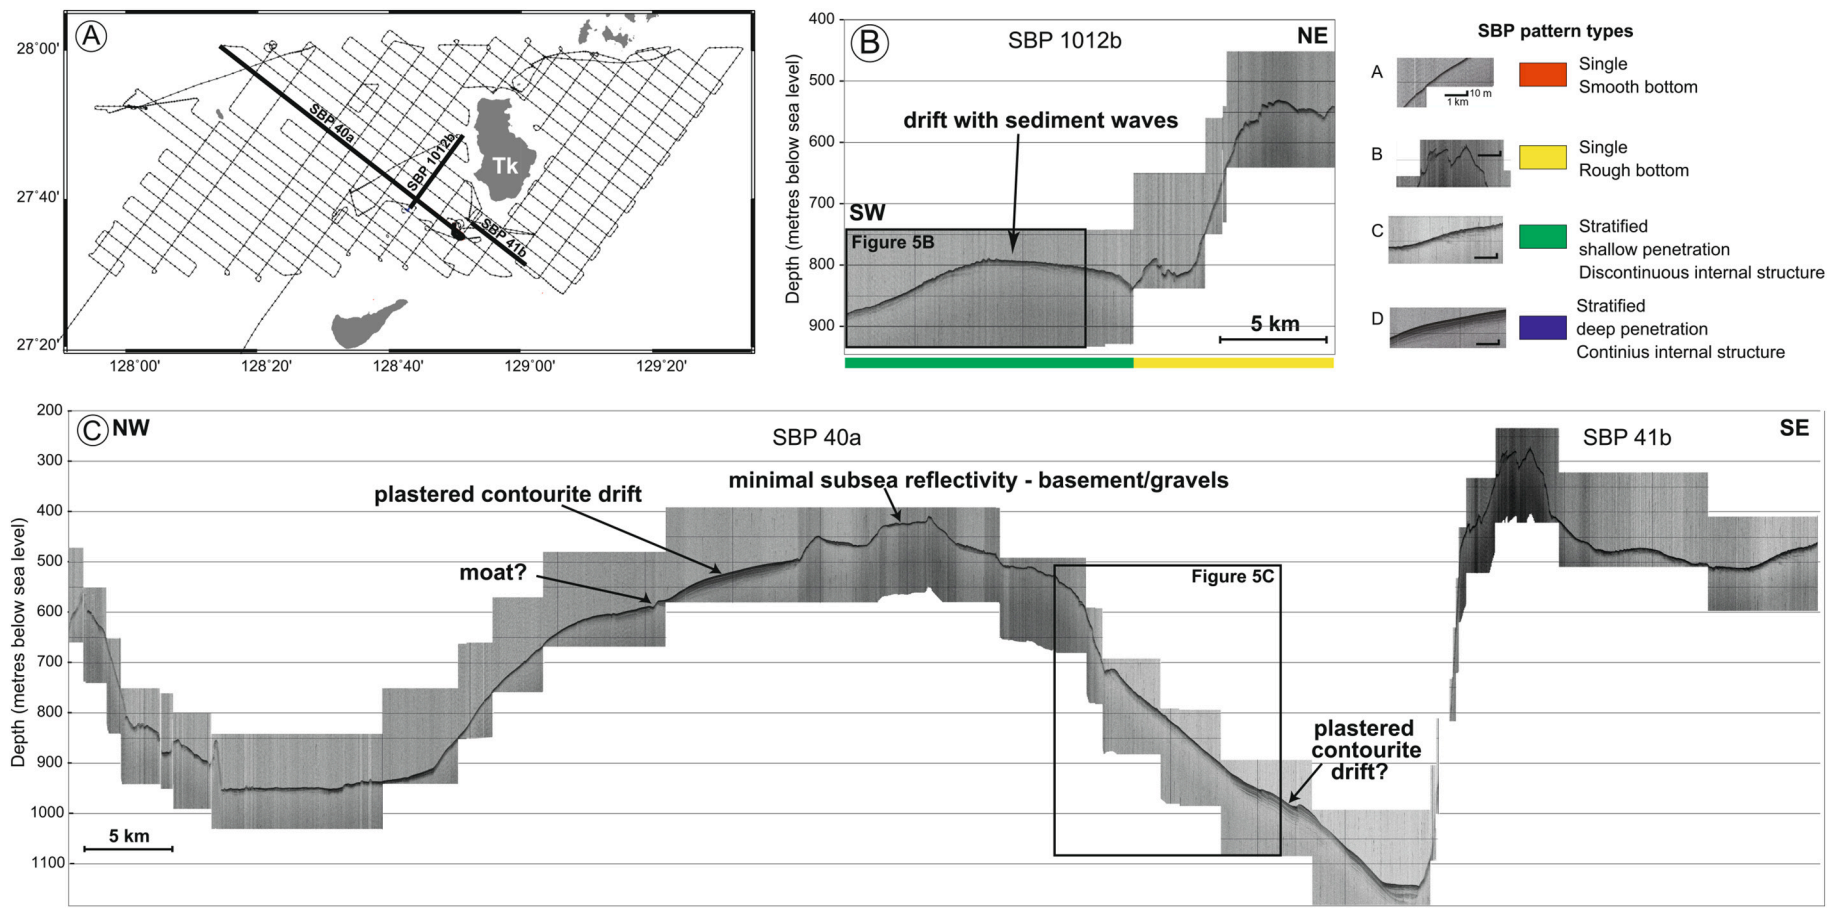 A
28°00'
27°40'
27°20'
128°00'
128°20'
128°40'
129°00'
129°20'
SBP 40a
SBP 1012b
SBP 41b
Tk
B
SBP 1012b
NE
400
500
600
700
800
900
Depth (metres below sea level)
drift with sediment waves
SW
Figure 5B
5 km
SBP pattern types
A
10 m
1 km
Single
Smooth bottom
B
Single
Rough bottom
C
Stratified
shallow penetration
Discontinuous internal structure
D
Stratified
deep penetration
Continius internal structure
C
NW
SBP 40a
SBP 41b
SE
200
300
400
500
600
700
800
900
1000
1100
Depth (metres below sea level)
plastered contourite drift
minimal subsea reflectivity - basement/gravels
moat?
Figure 5C
plastered
contourite
drift?
5 km